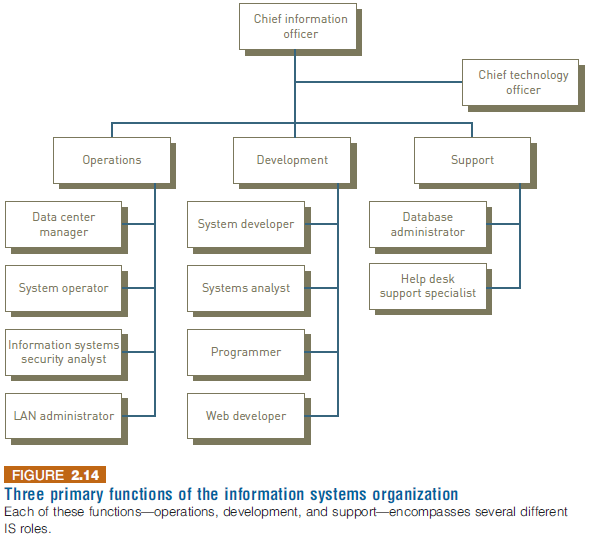 Chief information
officer
Chief technology
officer
Operations
Development
Support
Data center
manager
System operator
Information systems
security analyst
LAN administrator
System developer
Systems analyst
Programmer
Web developer
Database
administrator
Help desk
support specialist
FIGURE 2.14
Three primary functions of the information systems organization
Each of these functions—operations, development, and support—encompasses several different
IS roles.